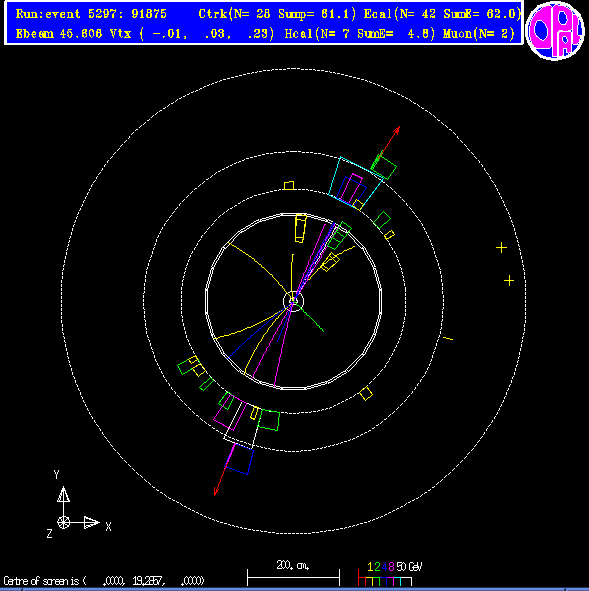 Run:event 5297: 91875 Ctrk(N= 28 Sump= 61.1) Ecal(N= 42 SumE= 62.0)
Ebeam 45.606 Vtx ( -.01, .03, .23) Hcal(N= 7 SumE= 4.8) Muon(N= 2)
OPAL
Y
X
Z
200. cm.
1 2 4 8 50 GeV
Centre of screen is ( .0000, 19.2857, .0000)